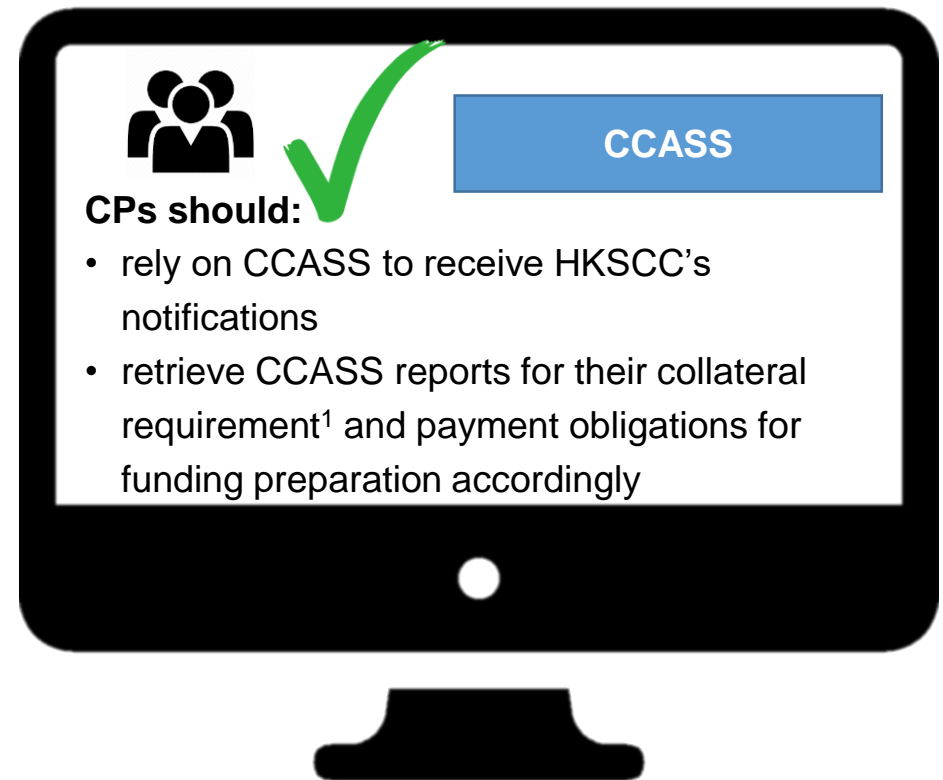 CCASS
CPs should:
• rely on CCASS to receive HKSCC’s
notifications
• retrieve CCASS reports for their collateral
requirement¹ and payment obligations for
funding preparation accordingly